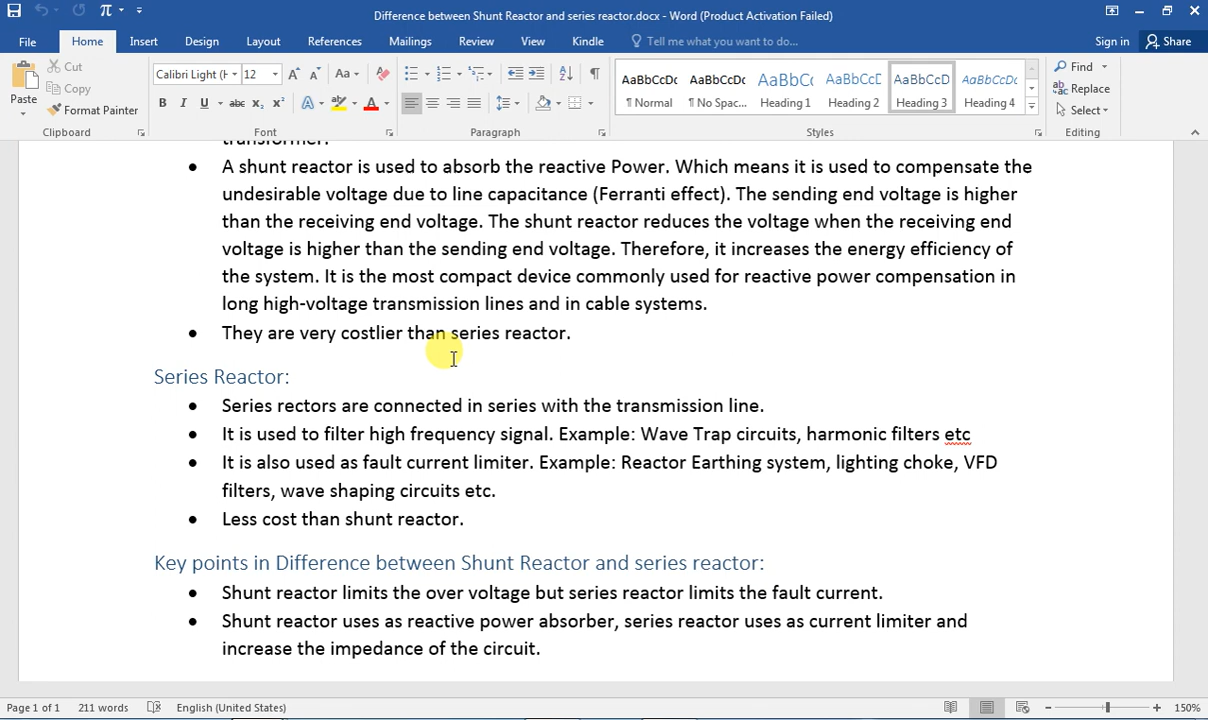 Difference between Shunt Reactor and series reactor.docx - Word (Product Activation Failed)
File Home Insert Design Layout References Mailings Review View Kindle Tell me what you want to do... Sign in Share
Paste
Cut
Copy
Format Painter
Clipboard
Calibri Light (H 12
Aa
B I U abc x₂ x² A A
Font
Paragraph
AaBbCcDc AaBbCcDc AaBbCc AaBbCcD AaBbCcD AaBbCcDc
¶ Normal ¶ No Spac... Heading 1 Heading 2 Heading 3 Heading 4
Styles
Find
Replace
Select
Editing
transformer.
• A shunt reactor is used to absorb the reactive Power. Which means it is used to compensate the
undesirable voltage due to line capacitance (Ferranti effect). The sending end voltage is higher
than the receiving end voltage. The shunt reactor reduces the voltage when the receiving end
voltage is higher than the sending end voltage. Therefore, it increases the energy efficiency of
the system. It is the most compact device commonly used for reactive power compensation in
long high-voltage transmission lines and in cable systems.
• They are very costlier than series reactor.
Series Reactor:
• Series rectors are connected in series with the transmission line.
• It is used to filter high frequency signal. Example: Wave Trap circuits, harmonic filters etc
• It is also used as fault current limiter. Example: Reactor Earthing system, lighting choke, VFD
filters, wave shaping circuits etc.
• Less cost than shunt reactor.
Key points in Difference between Shunt Reactor and series reactor:
• Shunt reactor limits the over voltage but series reactor limits the fault current.
• Shunt reactor uses as reactive power absorber, series reactor uses as current limiter and
increase the impedance of the circuit.
Page 1 of 1 211 words English (United States) 150%